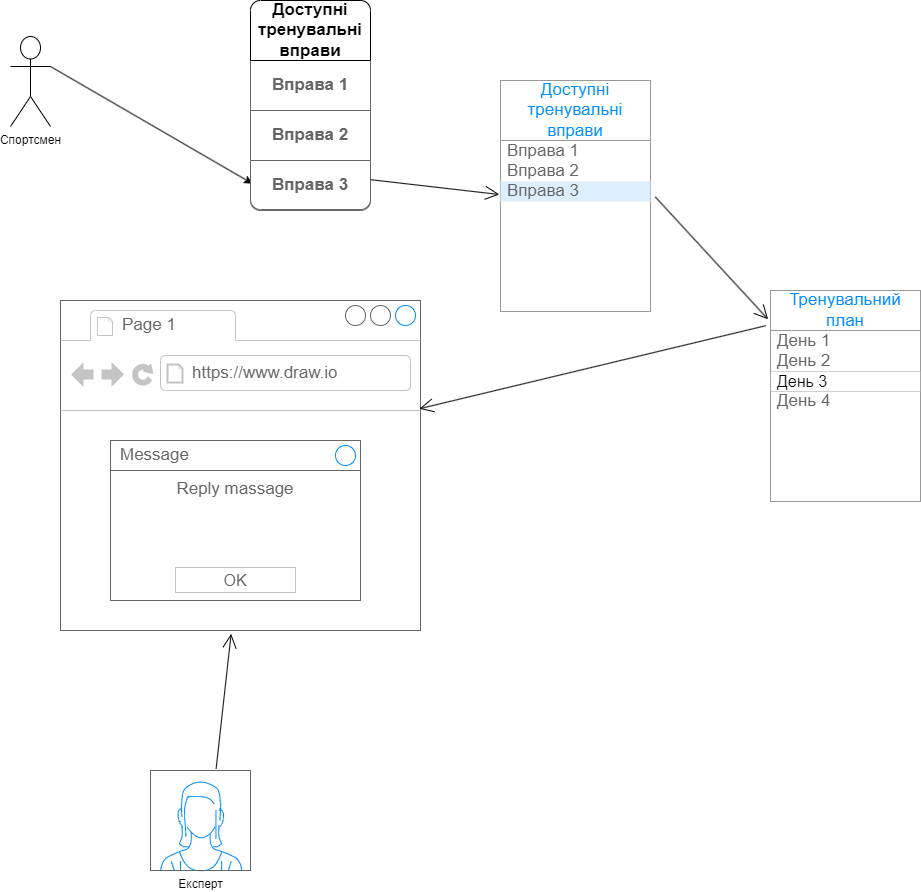 Доступні
тренувальні
вправи
Вправа 1
Вправа 2
Вправа 3
Спортсмен
Доступні
тренувальні
вправи
Вправа 1
Вправа 2
Вправа 3
Тренувальний
план
День 1
День 2
День 3
День 4
Page 1
https://www.draw.io
Message
Reply massage
OK
Експерт